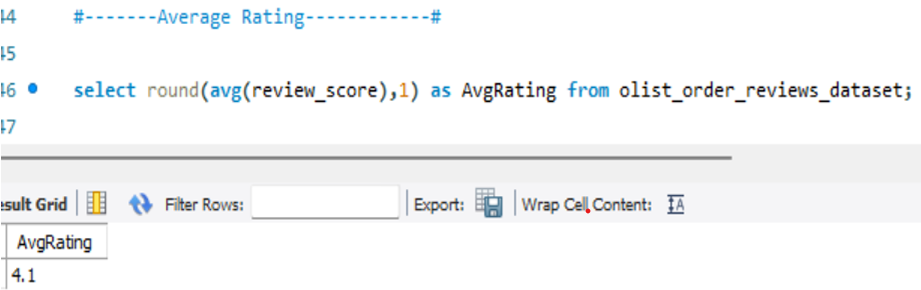 44 #-------Average Rating------------#
45
46 select round(avg(review_score),1) as AvgRating from olist_order_reviews_dataset;
47
esult Grid Filter Rows: Export: Wrap Cell Content: IA
AvgRating
4.1